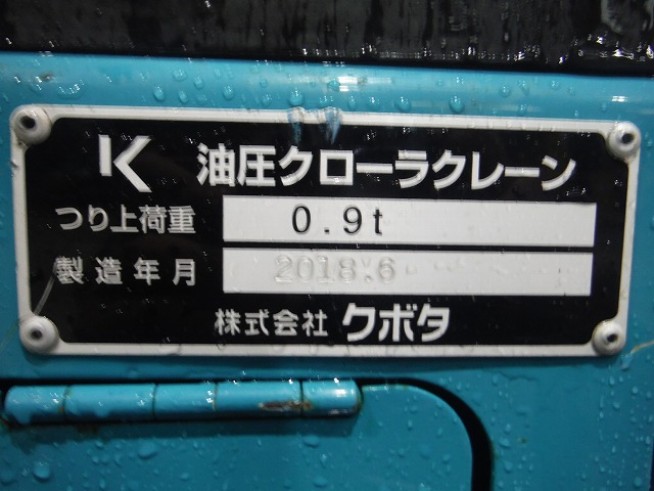 K 油圧クローラクレーン
つり上荷重 0.9t
製造年月 2018.6
株式会社 クボタ